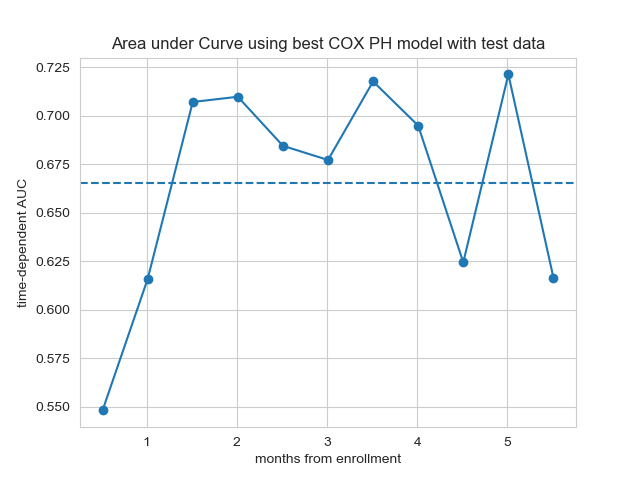 Area under Curve using best COX PH model with test data
time-dependent AUC
0.725
0.700
0.675
0.650
0.625
0.600
0.575
0.550
1 2 3 4 5
months from enrollment